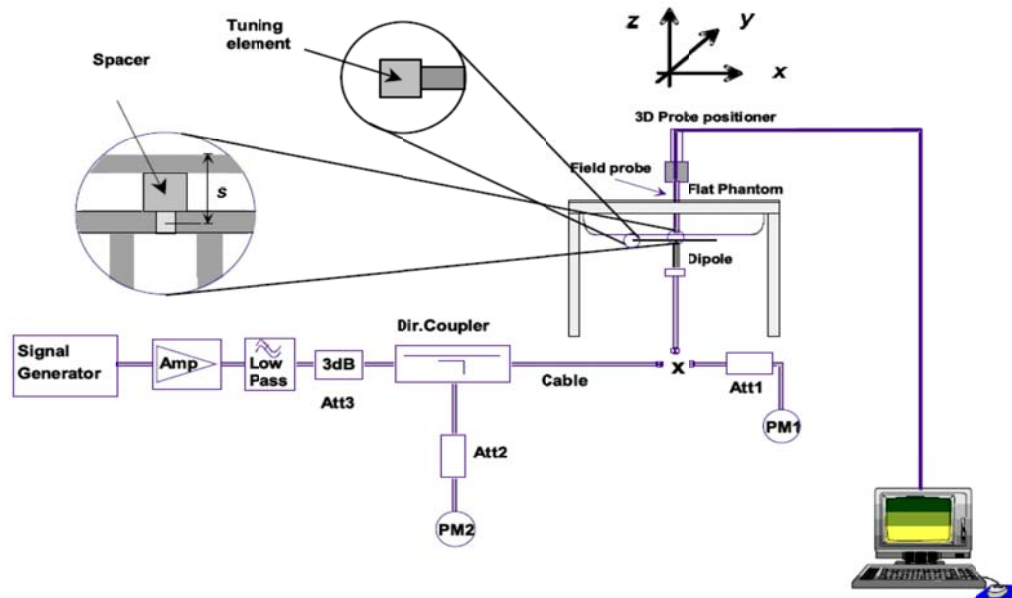 Tuning
element
Spacer
s
z
y
x
3D Probe positioner
Field probe
Flat Phantom
Dipole
Dir.Coupler
Signal
Generator
Amp
Low
Pass
3dB
Att3
Cable
x
Att1
PM1
Att2
PM2